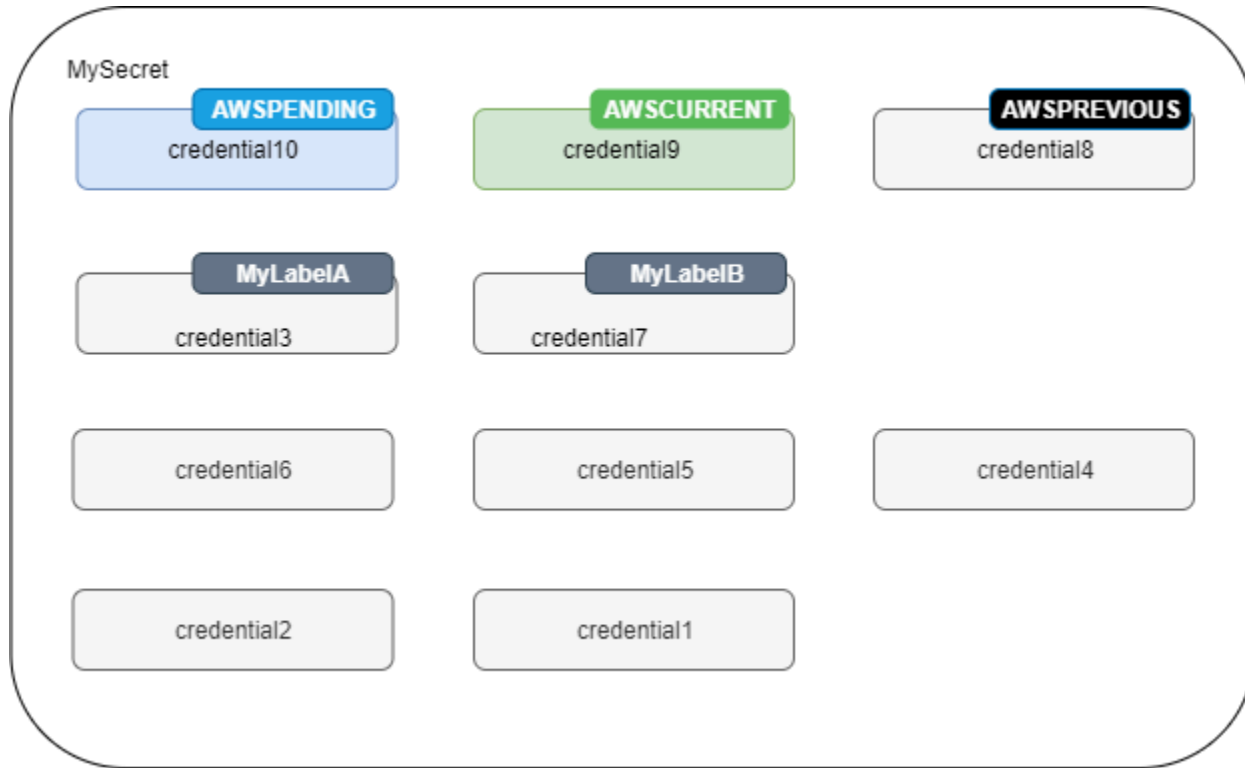 MySecret
AWSPENDING
credential10
AWSCURRENT
credential9
AWSPREVIOUS
credential8
MyLabelA
credential3
MyLabelB
credential7
credential6
credential5
credential4
credential2
credential1